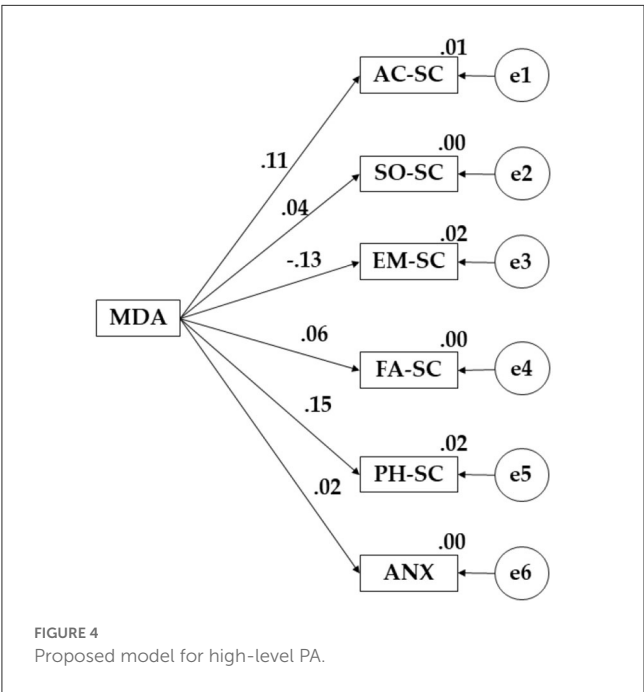 .01
AC-SC
e1
.11
.00
SO-SC
e2
.04
.02
EM-SC
e3
-.13
MDA
.06
.00
FA-SC
e4
.15
.02
PH-SC
e5
.02
.00
ANX
e6
FIGURE 4
Proposed model for high-level PA.